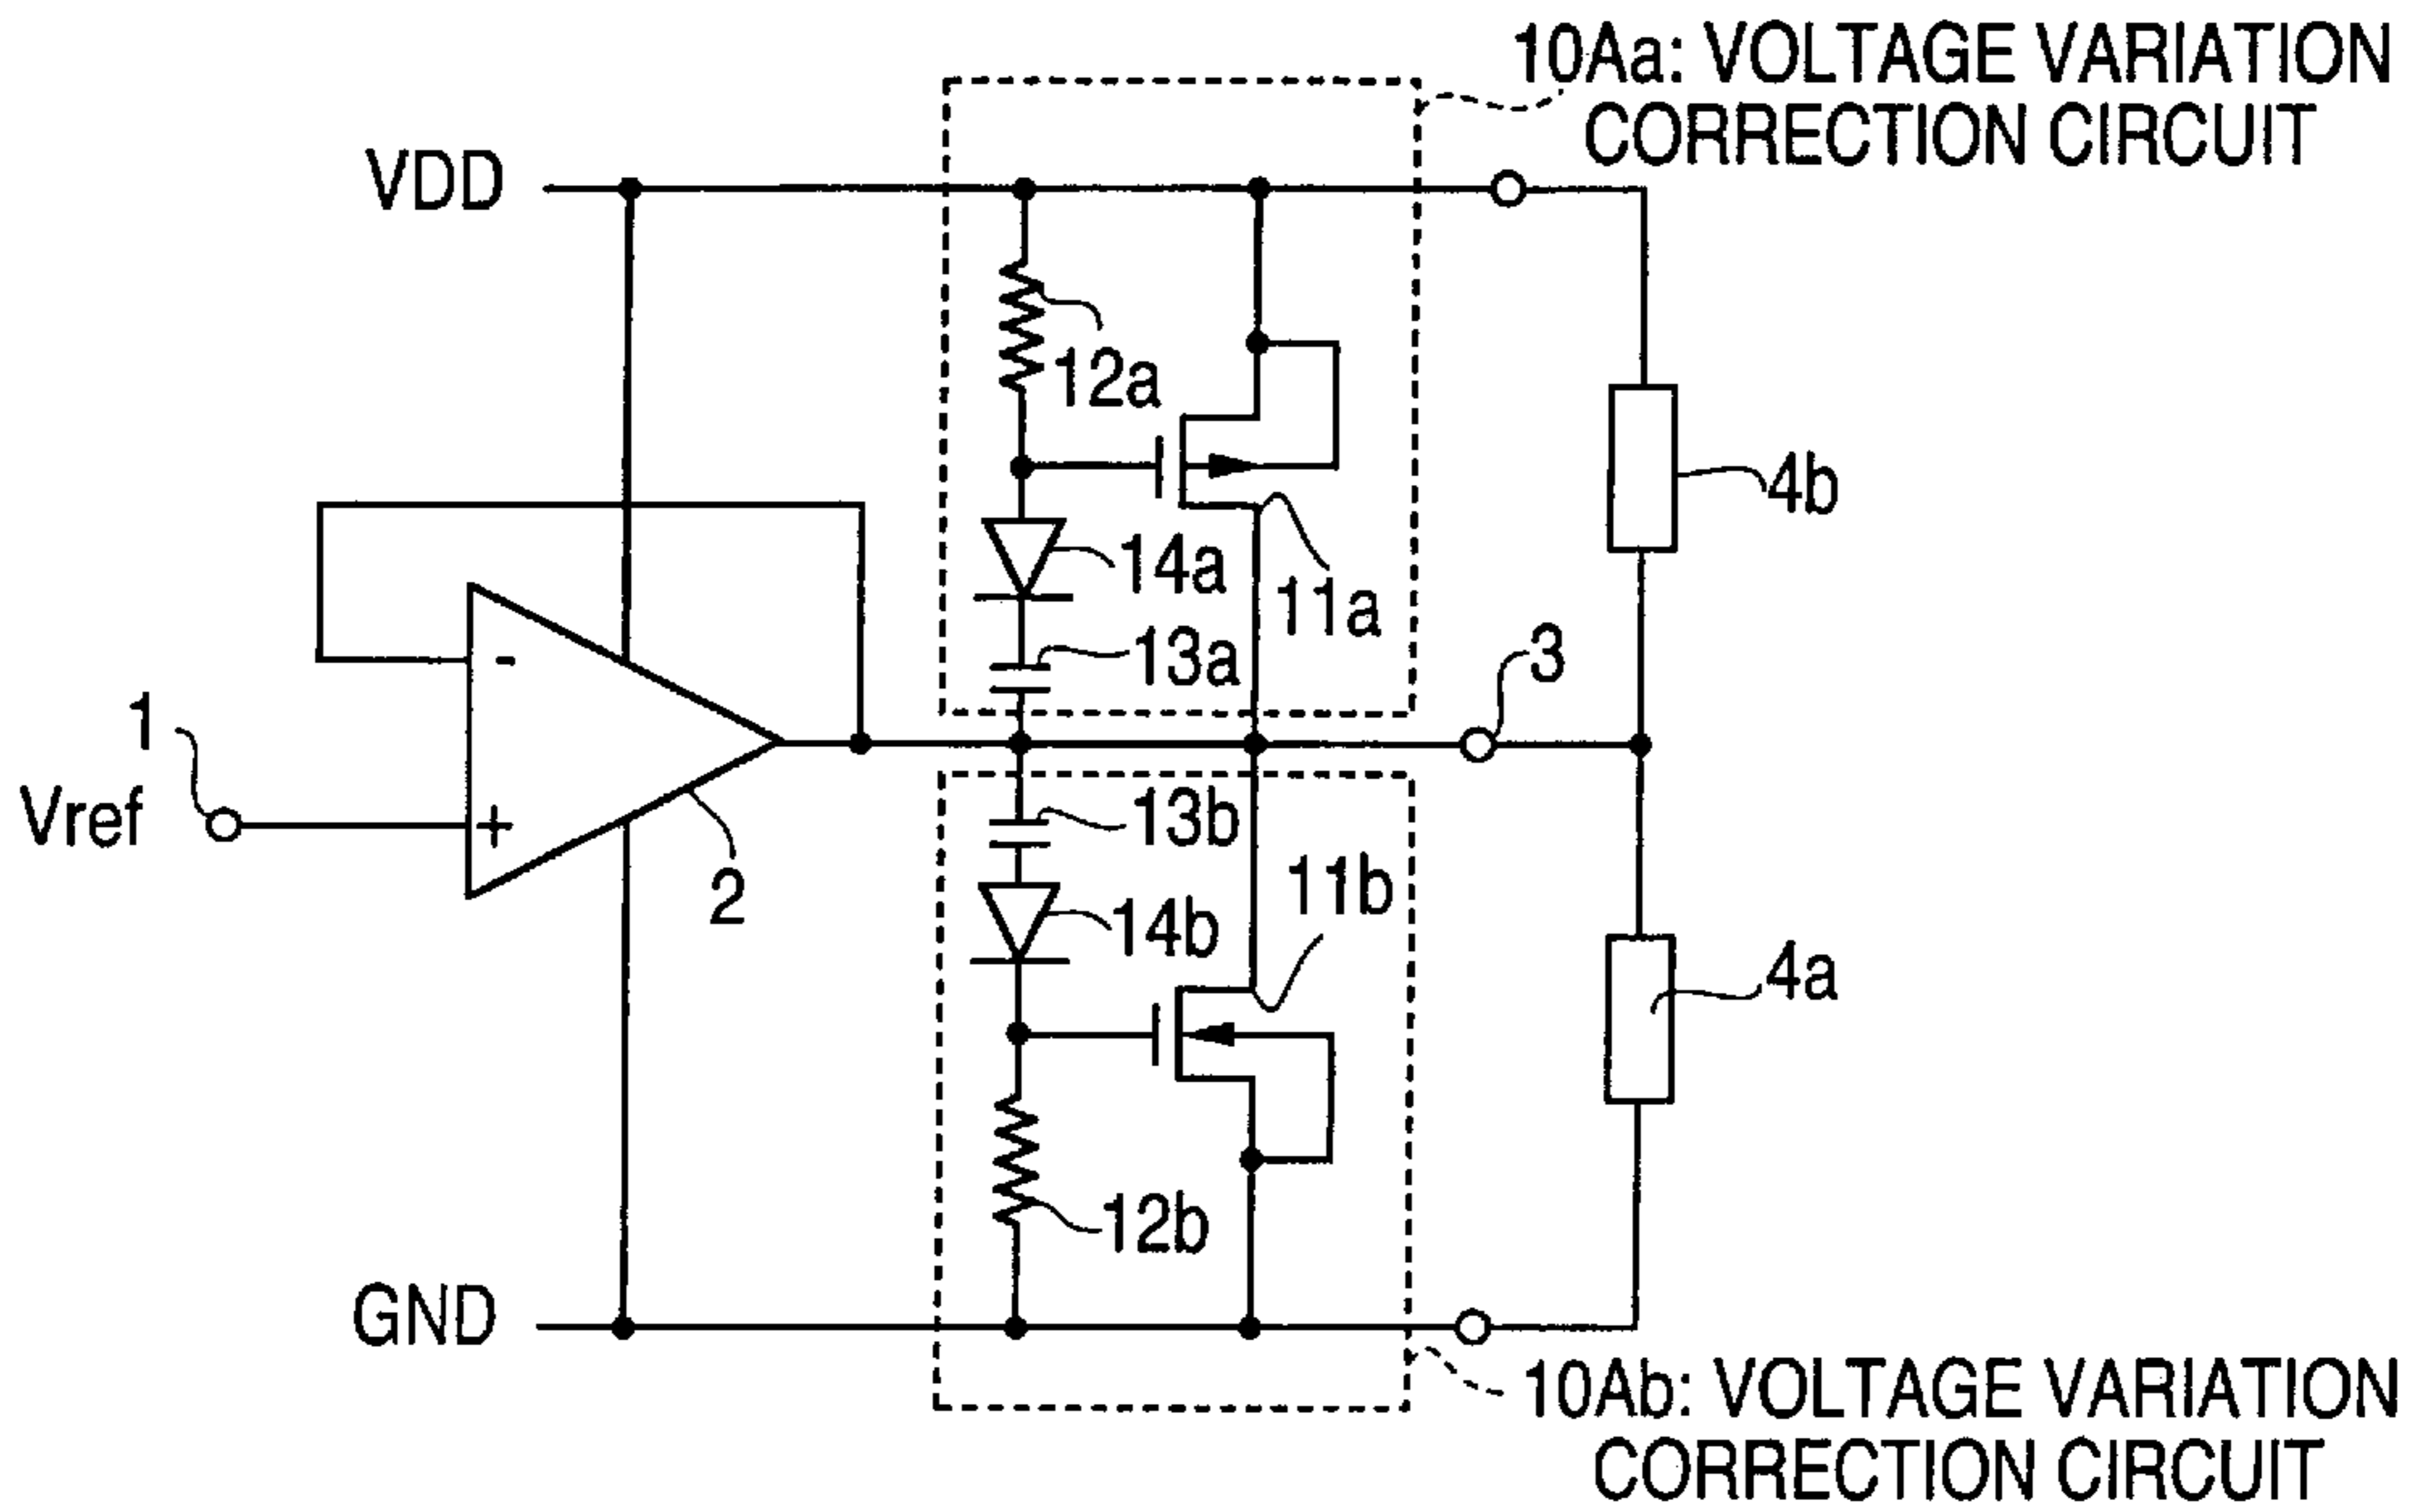 10Aa: VOLTAGE VARIATION
CORRECTION CIRCUIT
VDD
12a
4b
14a
11a
13a
3
1
Vref
-
+
2
13b
11b
14b
4a
12b
GND
10Ab: VOLTAGE VARIATION
CORRECTION CIRCUIT